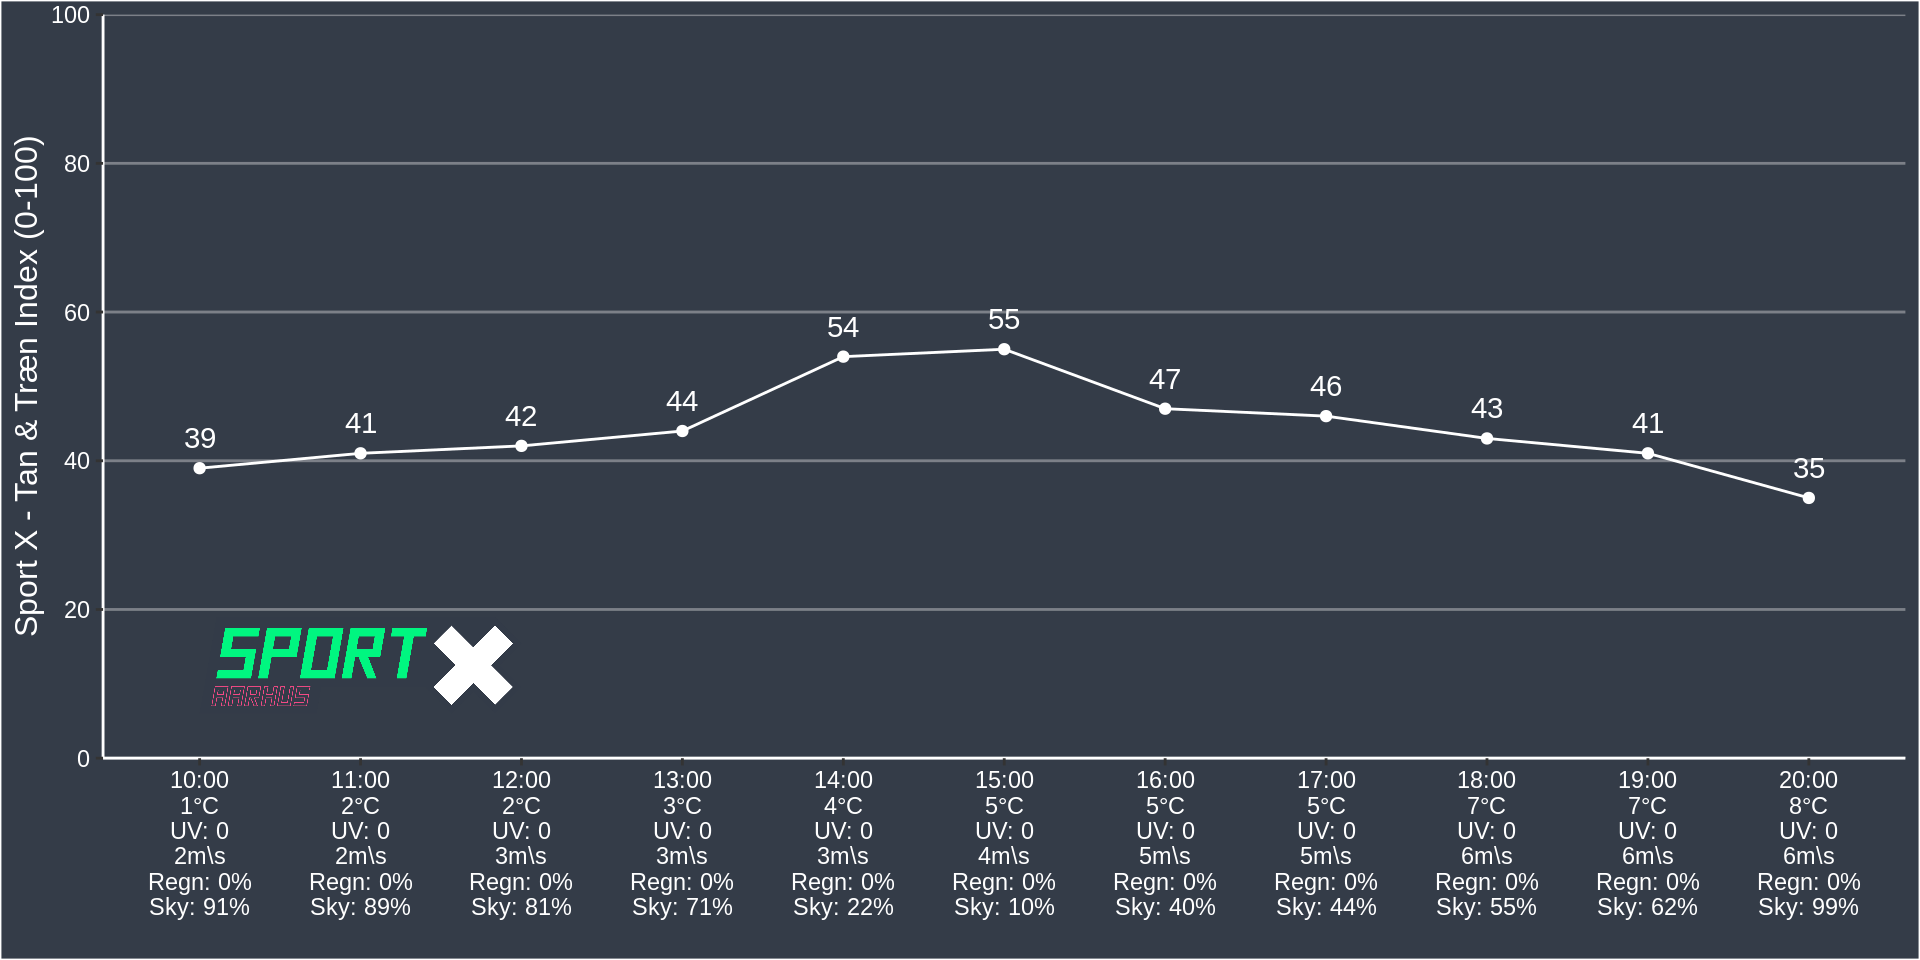 Sport X - Tan & Træn Index (0-100)
100
80
60
40
20
0
39
41
42
44
54
55
47
46
43
41
35
SPORT X
AARHUS
10:00 11:00 12:00 13:00 14:00 15:00 16:00 17:00 18:00 19:00 20:00
1°C 2°C 2°C 3°C 4°C 5°C 5°C 5°C 7°C 7°C 8°C
UV: 0 UV: 0 UV: 0 UV: 0 UV: 0 UV: 0 UV: 0 UV: 0 UV: 0 UV: 0 UV: 0
2m\s 2m\s 3m\s 3m\s 3m\s 4m\s 5m\s 5m\s 6m\s 6m\s 6m\s
Regn: 0% Regn: 0% Regn: 0% Regn: 0% Regn: 0% Regn: 0% Regn: 0% Regn: 0% Regn: 0% Regn: 0% Regn: 0%
Sky: 91% Sky: 89% Sky: 81% Sky: 71% Sky: 22% Sky: 10% Sky: 40% Sky: 44% Sky: 55% Sky: 62% Sky: 99%